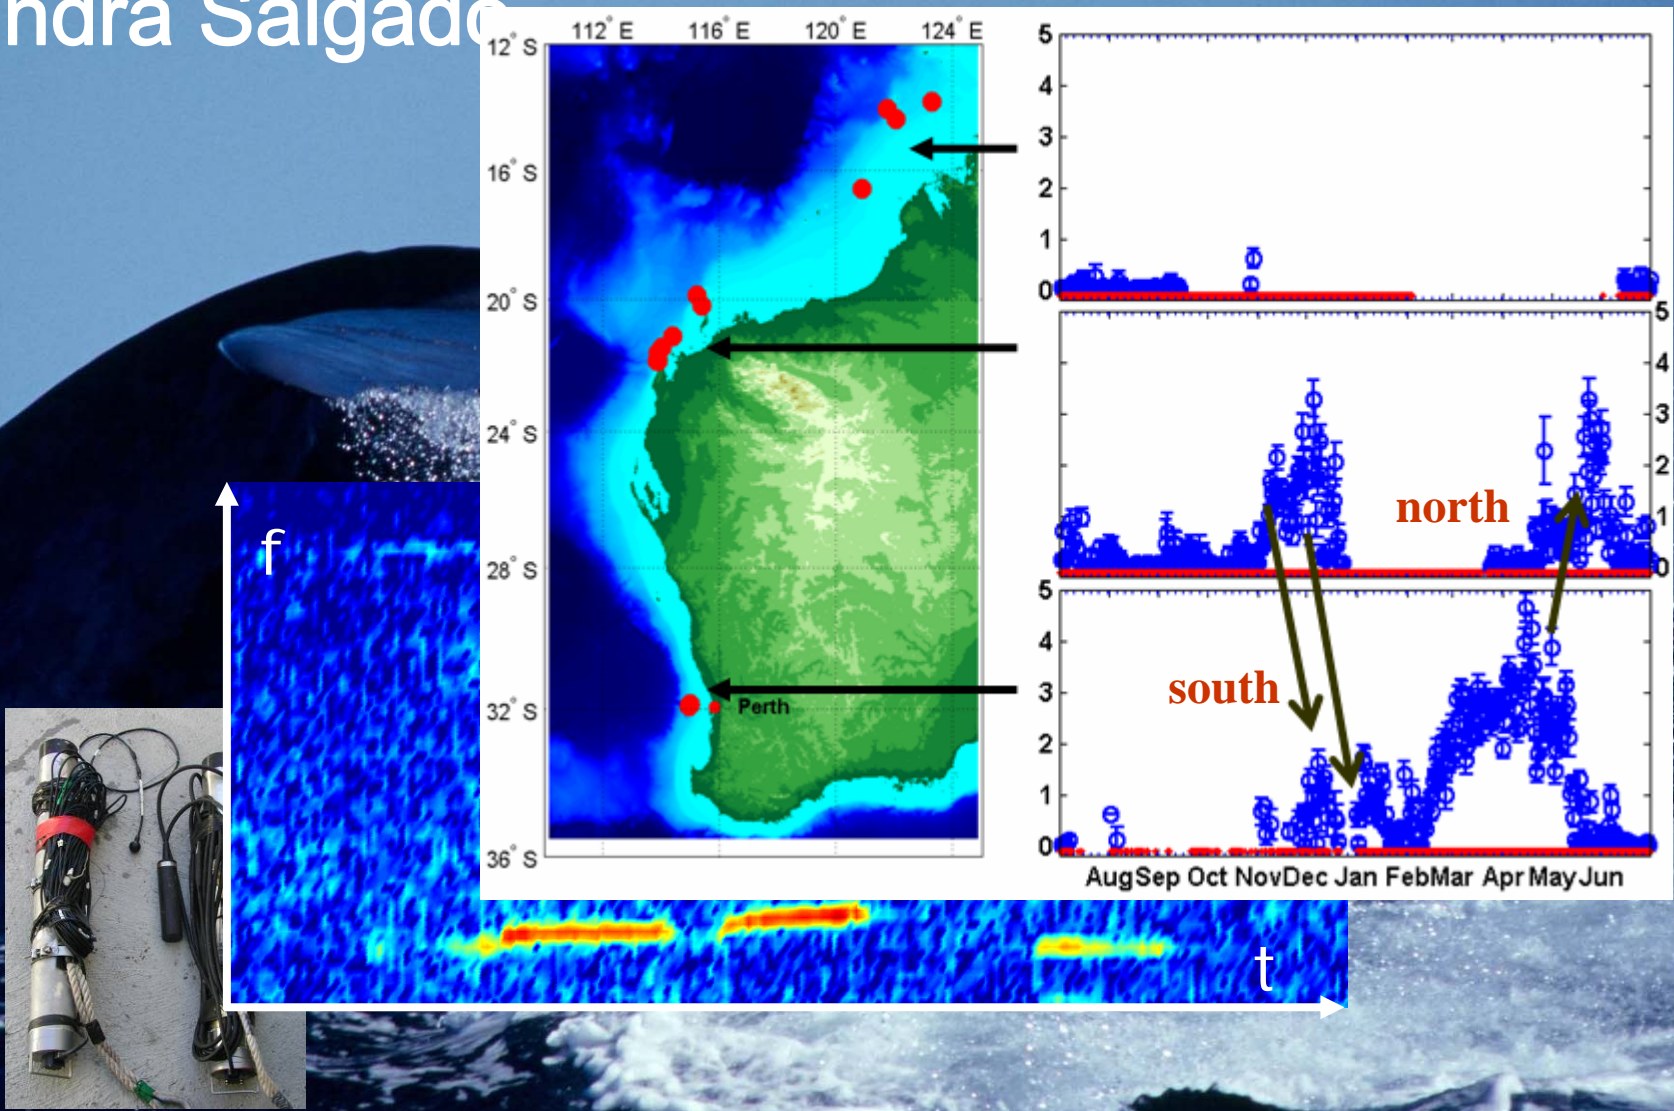 ndra Salgado
112° E 116° E 120° E 124° E
12° S
16° S
20° S
24° S
28° S
32° S
36° S
Perth
5
4
3
2
1
0
5
4
3
2
1
0
north
5
4
3
2
1
0
south
Aug Sep Oct Nov Dec Jan Feb Mar Apr May Jun
f
t